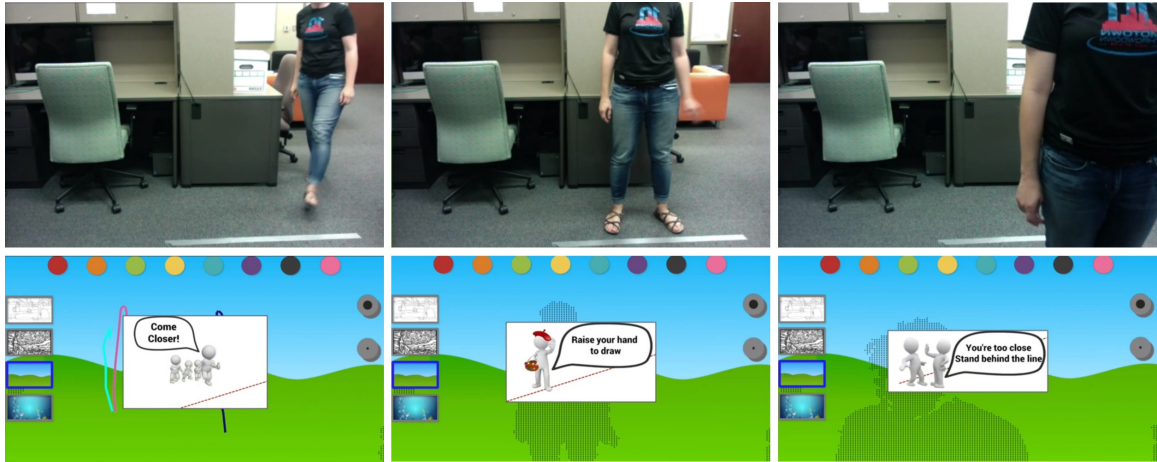 Come
Closer!
Raise your hand
to draw
You're too close
Stand behind the line